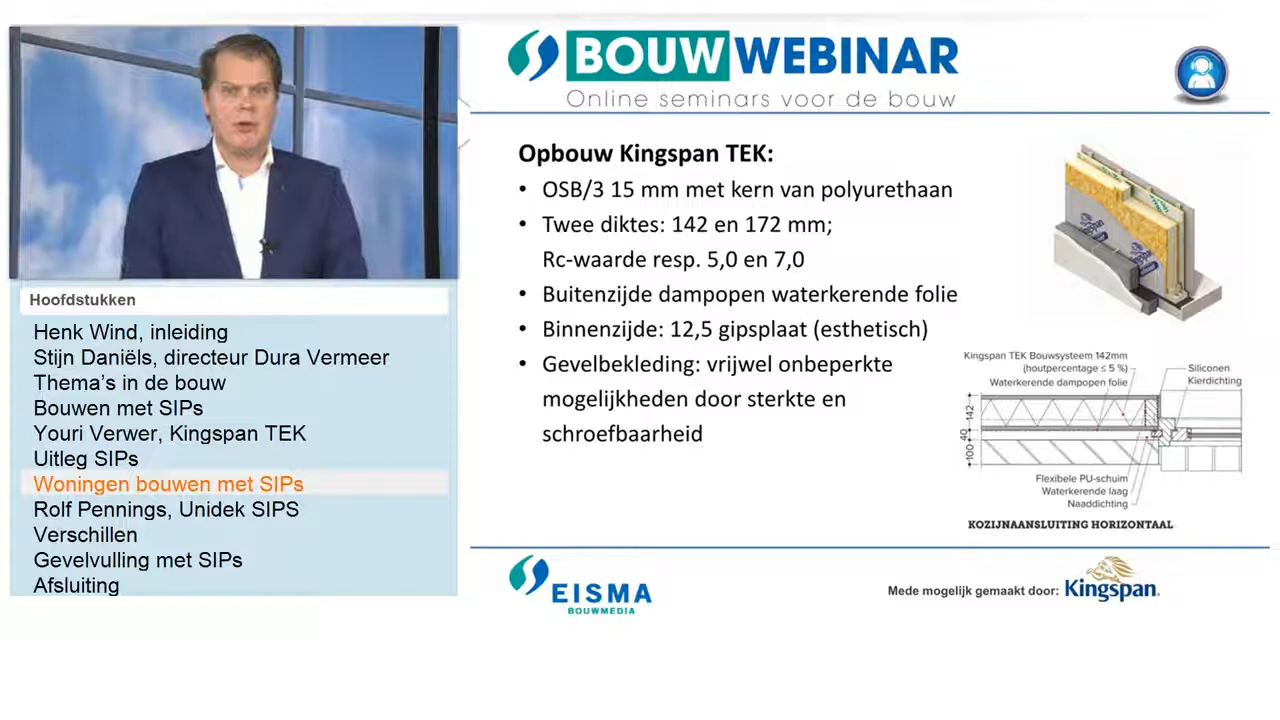 BOUW WEBINAR
Online seminars voor de bouw
Hoofdstukken
Henk Wind, inleiding
Stijn Daniëls, directeur Dura Vermeer
Thema's in de bouw
Bouwen met SIPs
Youri Verwer, Kingspan TEK
Uitleg SIPs
Woningen bouwen met SIPs
Rolf Pennings, Unidek SIPS
Verschillen
Gevelvulling met SIPs
Afsluiting
Opbouw Kingspan TEK:
• OSB/3 15 mm met kern van polyurethaan
• Twee diktes: 142 en 172 mm;
Rc-waarde resp. 5,0 en 7,0
• Buitenzijde dampopen waterkerende folie
• Binnenzijde: 12,5 gipsplaat (esthetisch)
• Gevelbekleding: vrijwel onbeperkte
mogelijkheden door sterkte en
schroefbaarheid
Kingspan TEK Bouwsysteem 142mm
(houtpercentage ≤ 5 %)
Waterkerende dampopen folie
Siliconen
Kierdichting
142
40
100
Flexibele PU-schuim
Waterkerende laag
Naaddichting
KOZIJNAANSLUITING HORIZONTAAL
EISMA
BOUWMEDIA
Mede mogelijk gemaakt door:
Kingspan.